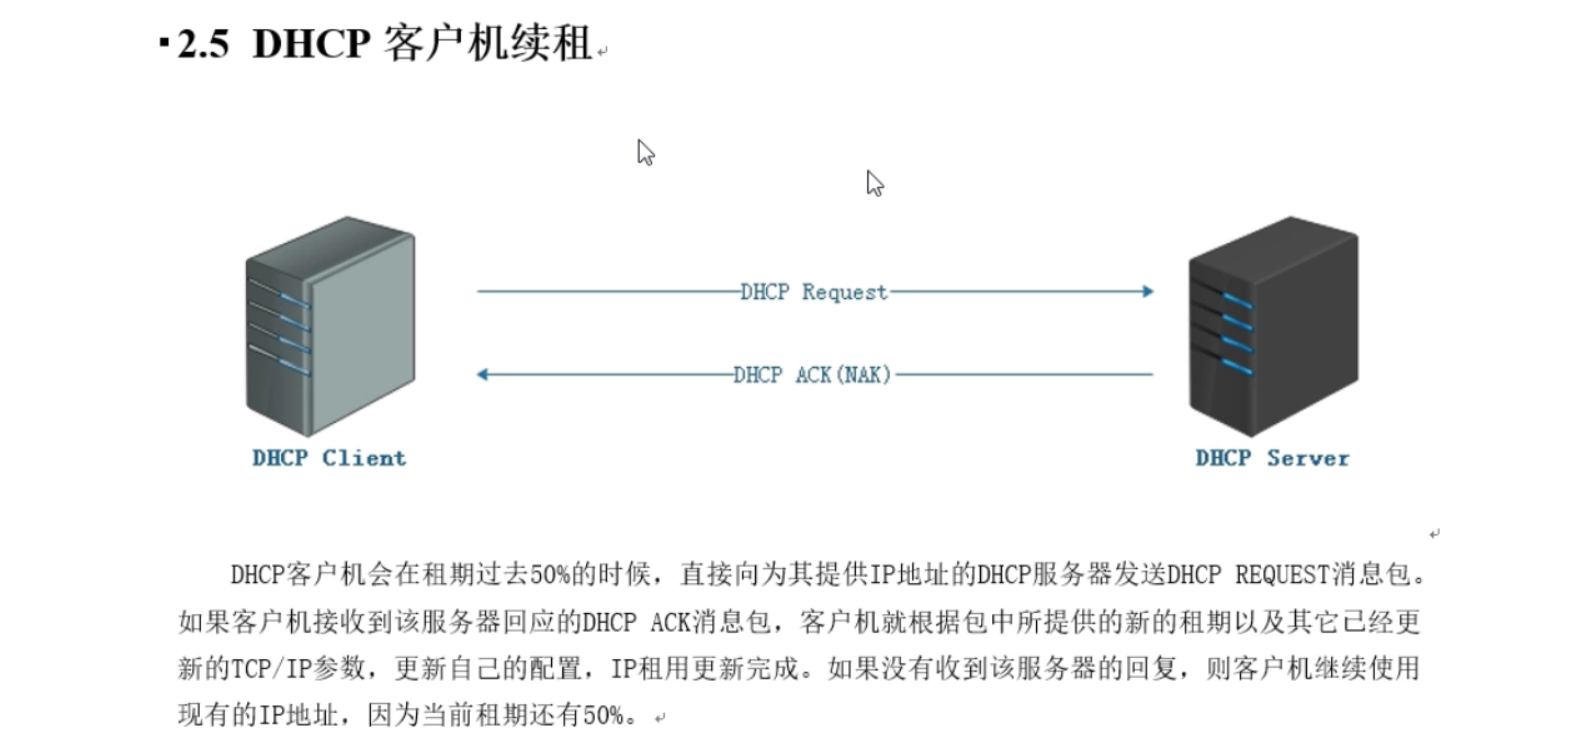 ▪2.5 DHCP 客户机续租
DHCP Request
DHCP ACK(NAK)
DHCP Client
DHCP Server
DHCP客户机会在租期过去50%的时候，直接向为其提供IP地址的DHCP服务器发送DHCP REQUEST消息包。
如果客户机接收到该服务器回应的DHCP ACK消息包，客户机就根据包中所提供的新的租期以及其它已经更
新的TCP/IP参数，更新自己的配置，IP租用更新完成。如果没有收到该服务器的回复，则客户机继续使用
现有的IP地址，因为当前租期还有50%。